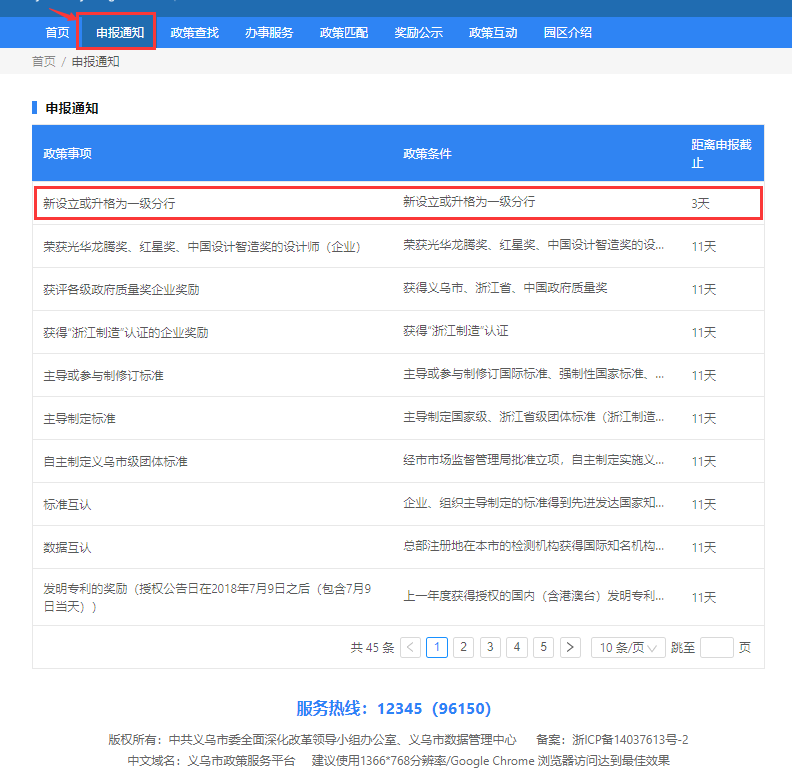 首页 申报通知 政策查找 办事服务 政策匹配 奖励公示 政策互动 园区介绍
首页 / 申报通知
申报通知
政策事项 政策条件 距离申报截
止
新设立或升格为一级分行 新设立或升格为一级分行 3天
荣获光华龙腾奖、红星奖、中国设计智造奖的设计师（企业） 荣获光华龙腾奖、红星奖、中国设计智造奖的设... 11天
获评各级政府质量奖企业奖励 获得义乌市、浙江省、中国政府质量奖 11天
获得“浙江制造”认证的企业奖励 获得“浙江制造”认证 11天
主导或参与制修订标准 主导或参与制修订国际标准、强制性国家标准、... 11天
主导制定标准 主导制定国家级、浙江省级团体标准（浙江制造... 11天
自主制定义乌市级团体标准 经市市场监督管理局批准立项，自主制定实施义... 11天
标准互认 企业、组织主导制定的标准得到先进发达国家知... 11天
数据互认 总部注册地在本市的检测机构获得国际知名机构... 11天
发明专利的奖励（授权公告日在2018年7月9日之后（包含7月9
日当天）） 上一年度获得授权的国内（含港澳台）发明专利... 11天
共 45 条 < 1 2 3 4 5 > 10 条/页 跳至 页
服务热线：12345（96150）
版权所有：中共义乌市委全面深化改革领导小组办公室、义乌市数据管理中心 备案：浙ICP备14037613号-2
中文域名：义乌市政策服务平台 建议使用1366*768分辨率/Google Chrome 浏览器访问达到最佳效果